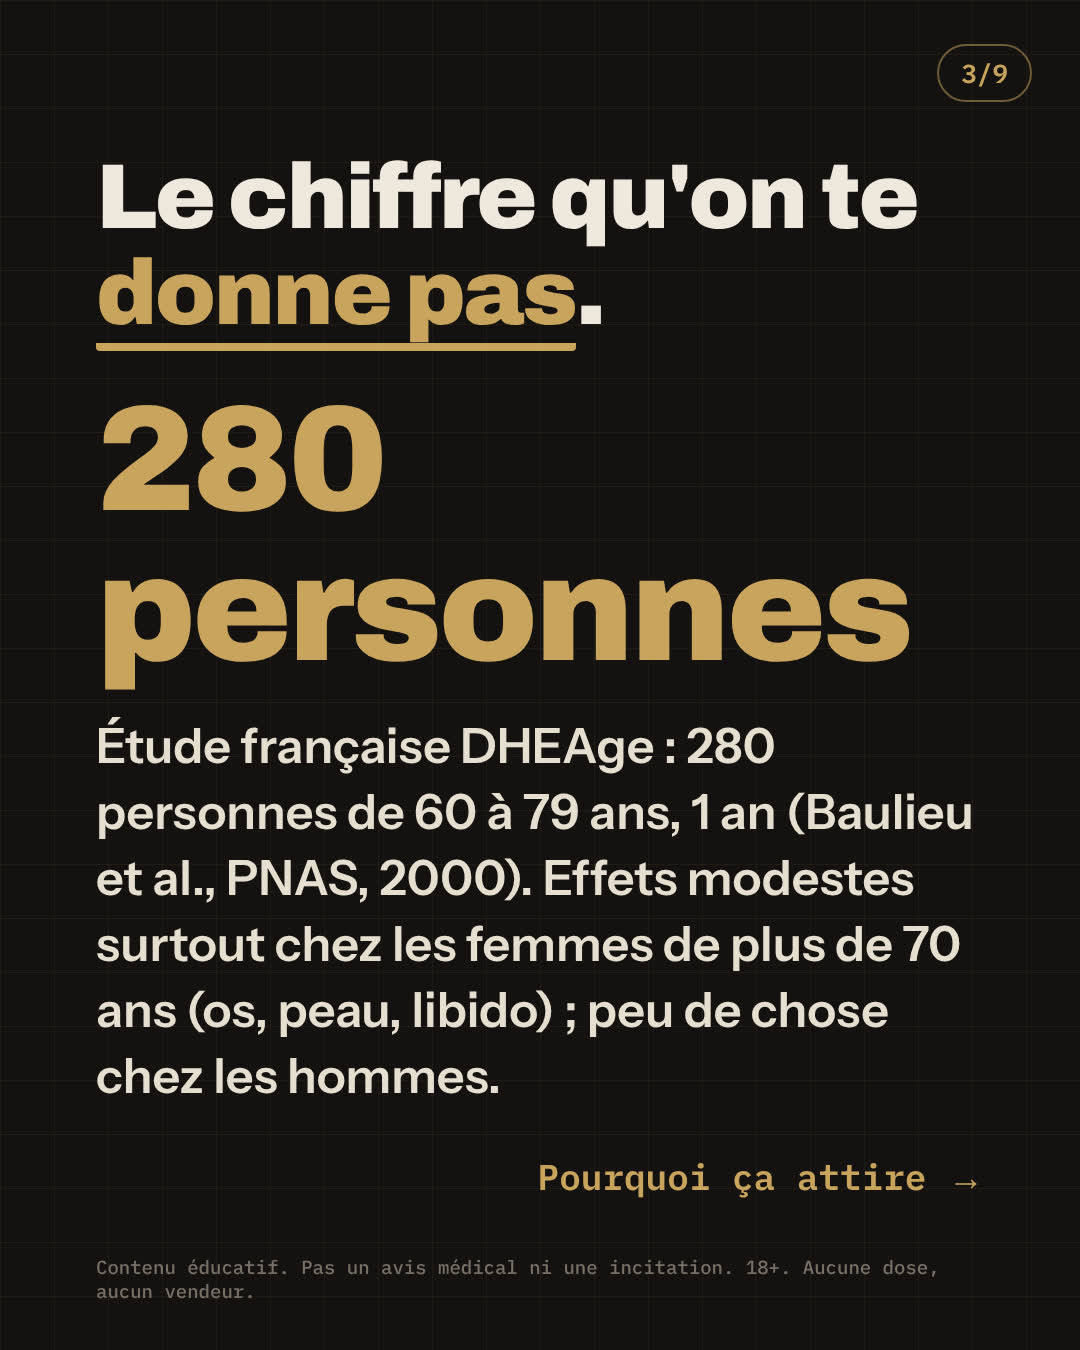 3/9
Le chiffre qu'on te
donne pas.
280
personnes
Étude française DHEAge : 280
personnes de 60 à 79 ans, 1 an (Baulieu
et al., PNAS, 2000). Effets modestes
surtout chez les femmes de plus de 70
ans (os, peau, libido) ; peu de chose
chez les hommes.
Pourquoi ça attire →
Contenu éducatif. Pas un avis médical ni une incitation. 18+. Aucune dose,
aucun vendeur.